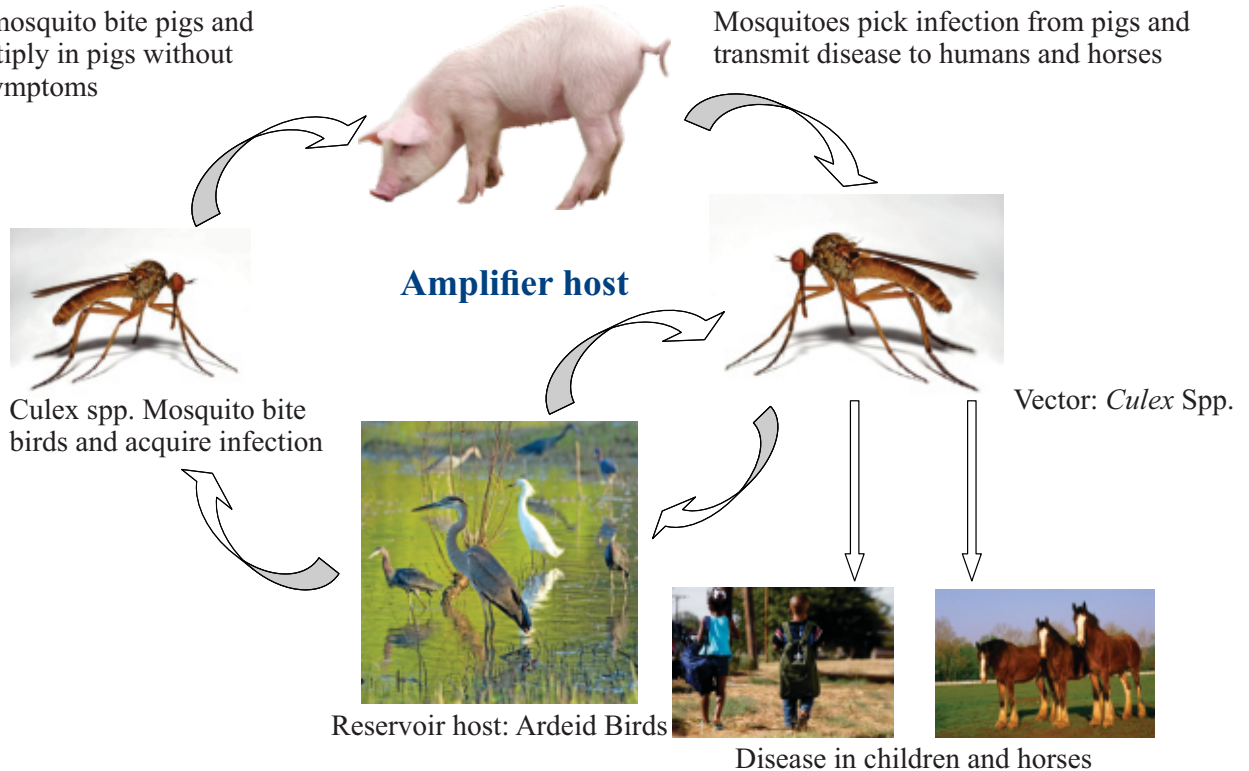 mosquito bite pigs and
tiply in pigs without
ymptoms
Mosquitoes pick infection from pigs and
transmit disease to humans and horses
Amplifier host
Culex spp. Mosquito bite
birds and acquire infection
Vector: Culex Spp.
Reservoir host: Ardeid Birds
Disease in children and horses